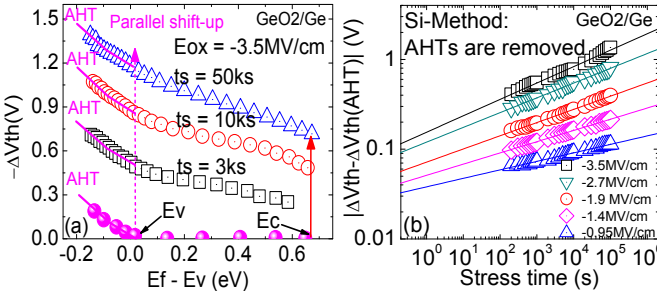 AHT
Parallel shift-up
GeO2/Ge
Eox = -3.5MV/cm
ts = 50ks
AHT
ts = 10ks
AHT
ts = 3ks
AHT
Ev
Ec
(a)
−ΔVth(V)
1.5
1.2
0.9
0.6
0.3
0.0
0.0
0.2
0.4
0.6
Ef - Ev (eV)
Si-Method:
GeO2/Ge
AHTs are removed
|ΔVth-ΔVth(AHT)| (V)
1
0.1
0.01
-3.5MV/cm
-2.7MV/cm
-1.9 MV/cm
-1.4MV/cm
-0.95MV/cm
(b)
10^0 10^1 10^2 10^3 10^4 10^5 10^6
Stress time (s)